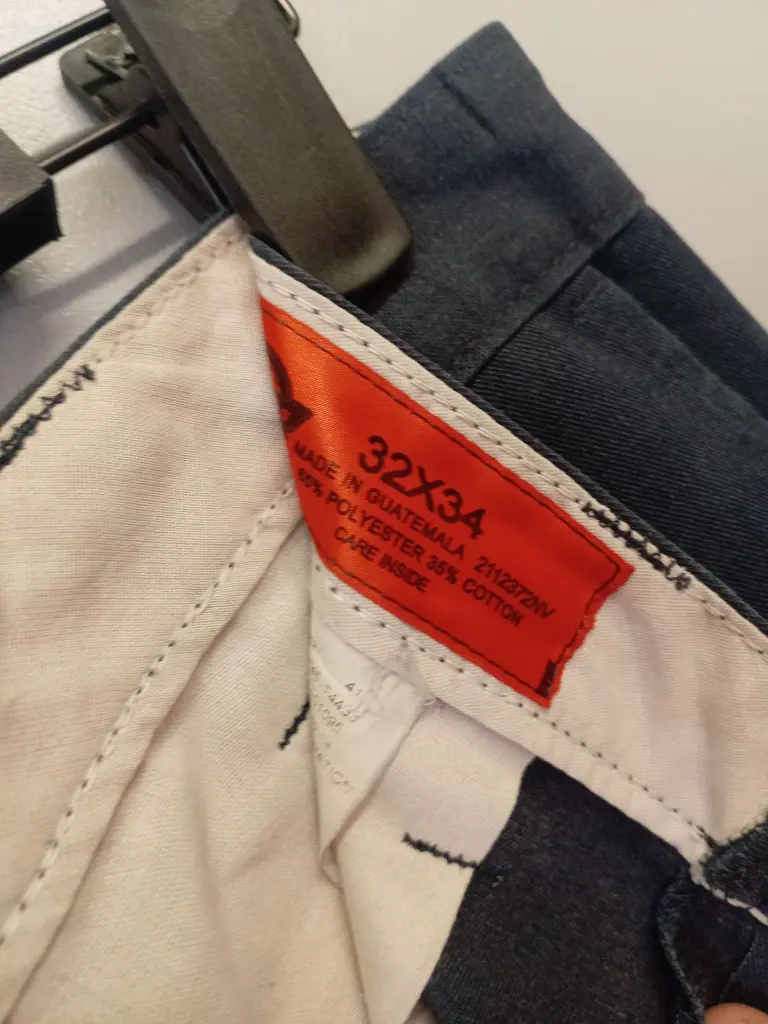 32X34
MADE IN GUATEMALA 2112372NV
65% POLYESTER 35% COTTON
CARE INSIDE